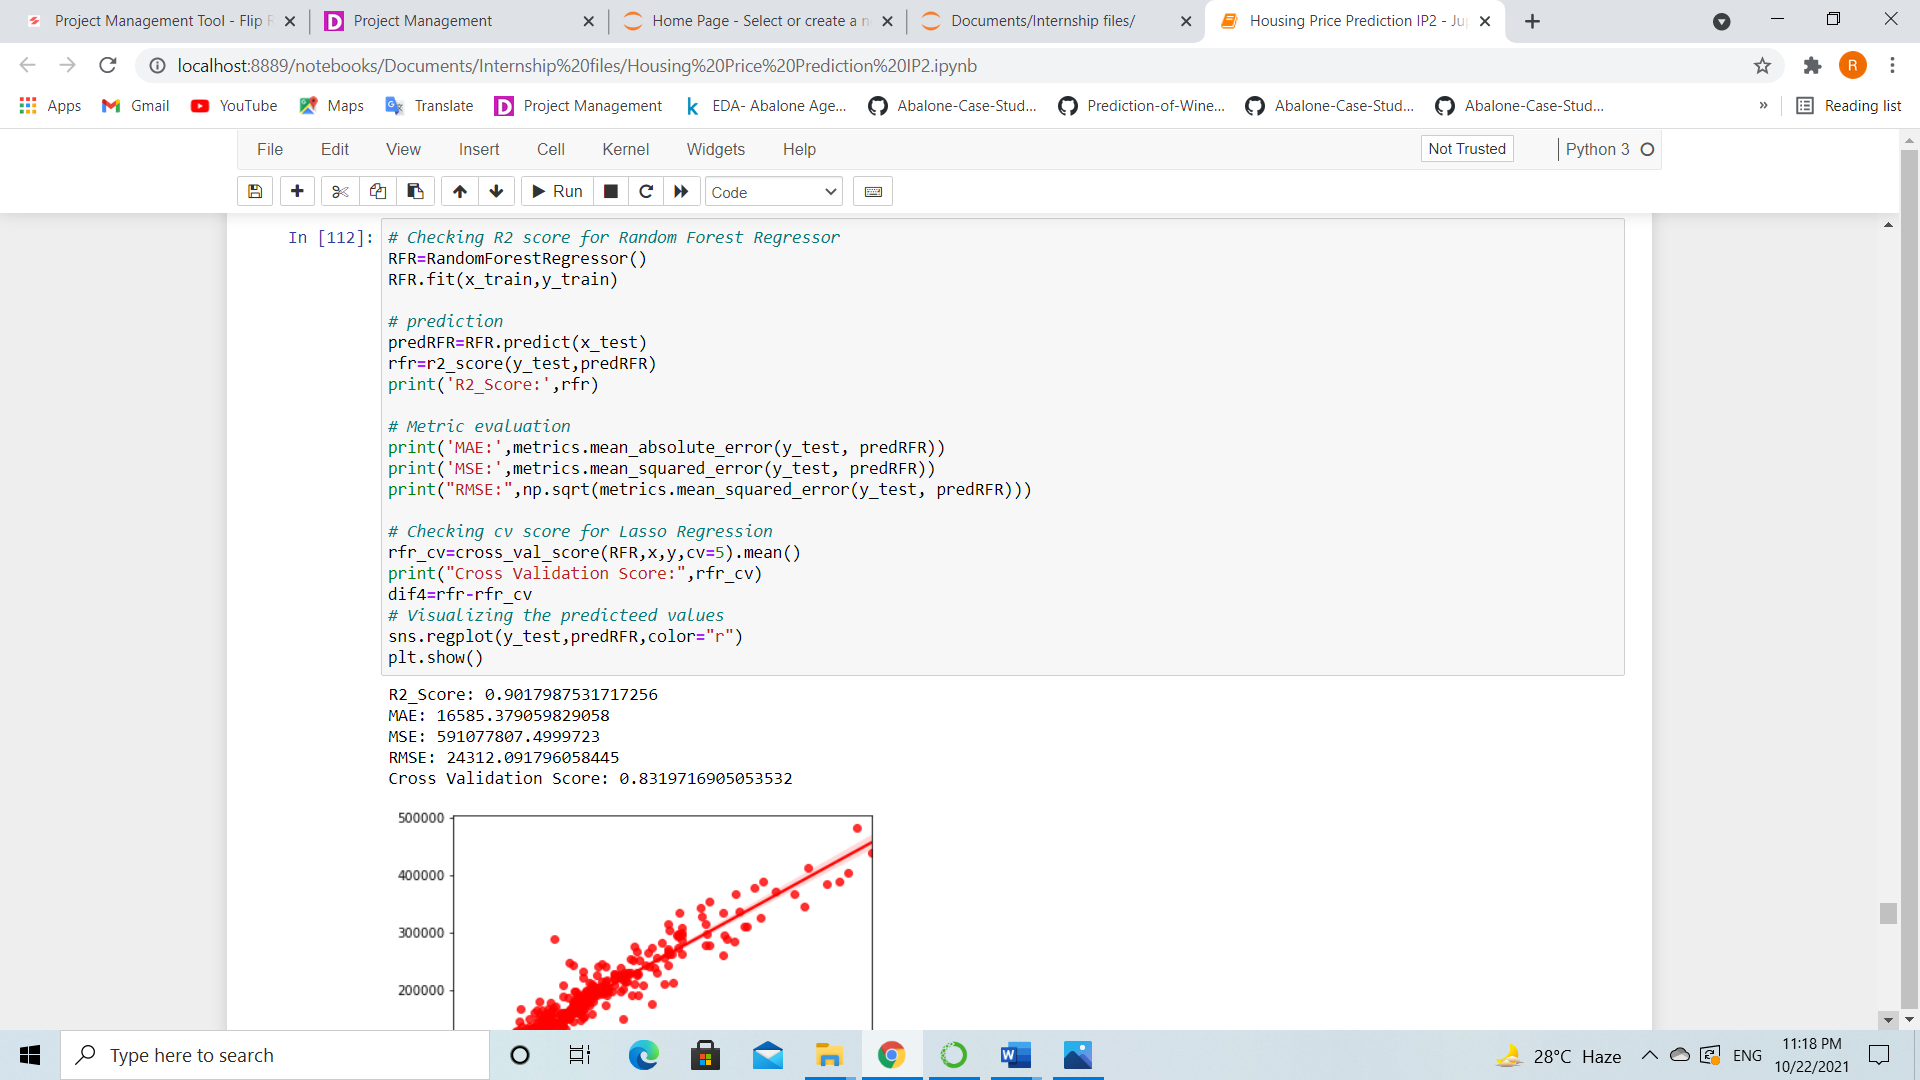 Project Management Tool - Flip R
Project Management
Home Page - Select or create a n
Documents/Internship files/
Housing Price Prediction IP2 - Ju
localhost:8889/notebooks/Documents/Internship%20files/Housing%20Price%20Prediction%20IP2.ipynb
R
Apps
Gmail
YouTube
Maps
Translate
Project Management
EDA- Abalone Age...
Abalone-Case-Stud...
Prediction-of-Wine...
Abalone-Case-Stud...
Abalone-Case-Stud...
»
Reading list
File
Edit
View
Insert
Cell
Kernel
Widgets
Help
Not Trusted
Python 3
Run
Code
In [112]:
# Checking R2 score for Random Forest Regressor
RFR=RandomForestRegressor()
RFR.fit(x_train,y_train)
# prediction
predRFR=RFR.predict(x_test)
rfr=r2_score(y_test,predRFR)
print('R2_Score:',rfr)
# Metric evaluation
print('MAE:',metrics.mean_absolute_error(y_test, predRFR))
print('MSE:',metrics.mean_squared_error(y_test, predRFR))
print("RMSE:",np.sqrt(metrics.mean_squared_error(y_test, predRFR)))
# Checking cv score for Lasso Regression
rfr_cv=cross_val_score(RFR,x,y,cv=5).mean()
print("Cross Validation Score:",rfr_cv)
dif4=rfr-rfr_cv
# Visualizing the predicteed values
sns.regplot(y_test,predRFR,color="r")
plt.show()
R2_Score: 0.9017987531717256
MAE: 16585.379059829058
MSE: 591077807.4999723
RMSE: 24312.091796058445
Cross Validation Score: 0.8319716905053532
500000
400000
300000
200000
Type here to search
28°C Haze
ENG
11:18 PM
10/22/2021